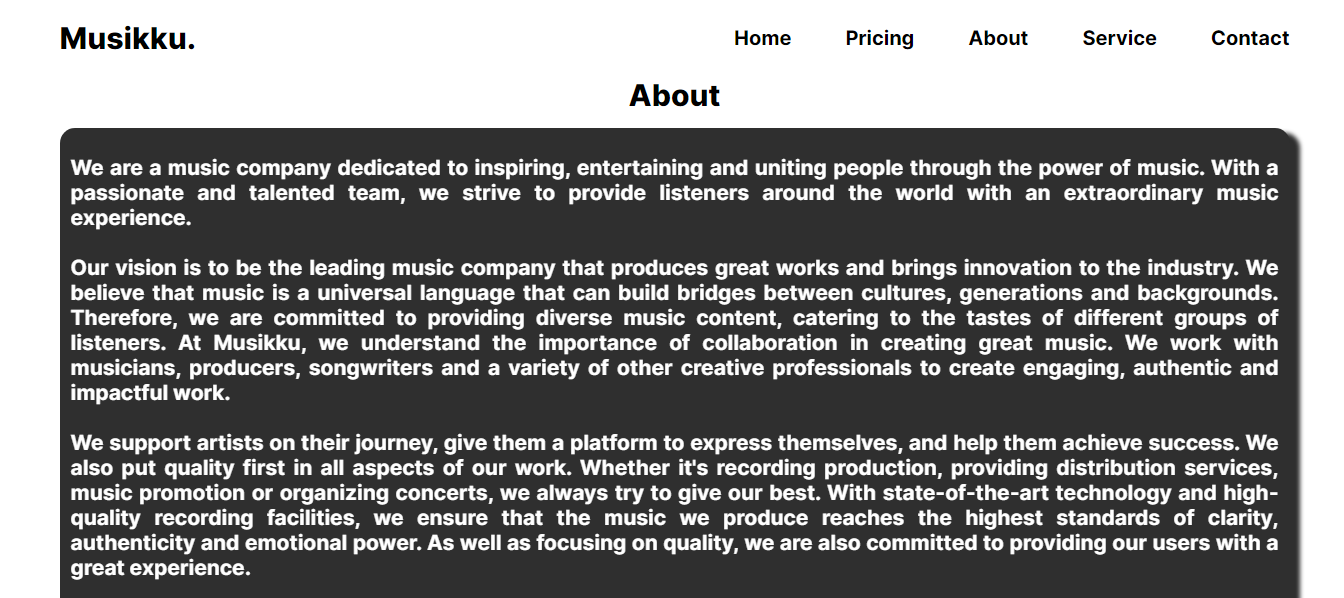 Musikku.
Home Pricing About Service Contact
About
We are a music company dedicated to inspiring, entertaining and uniting people through the power of music. With a
passionate and talented team, we strive to provide listeners around the world with an extraordinary music
experience.
Our vision is to be the leading music company that produces great works and brings innovation to the industry. We
believe that music is a universal language that can build bridges between cultures, generations and backgrounds.
Therefore, we are committed to providing diverse music content, catering to the tastes of different groups of
listeners. At Musikku, we understand the importance of collaboration in creating great music. We work with
musicians, producers, songwriters and a variety of other creative professionals to create engaging, authentic and
impactful work.
We support artists on their journey, give them a platform to express themselves, and help them achieve success. We
also put quality first in all aspects of our work. Whether it's recording production, providing distribution services,
music promotion or organizing concerts, we always try to give our best. With state-of-the-art technology and high-
quality recording facilities, we ensure that the music we produce reaches the highest standards of clarity,
authenticity and emotional power. As well as focusing on quality, we are also committed to providing our users with a
great experience.